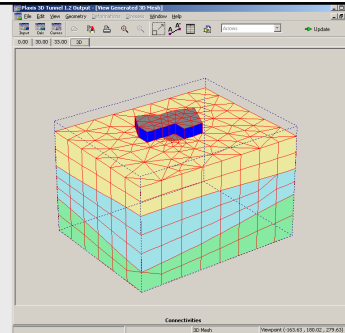 Plaxis 3D Tunnel 1.2 Output - [View Generated 3D Mesh]
File Edit View Geometry Deformations Stresses Window Help
Input Calc Curves Arrows Update
0.00 30.00 33.00 3D
Connectivities
3D Mesh Viewpoint (-163.63, 180.02, 279.63)